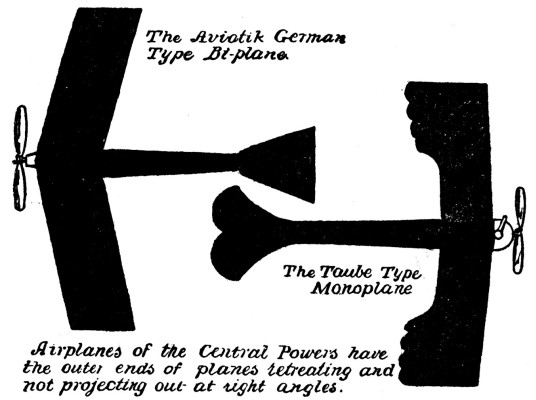 The Aviatik German
Type Bi-plane.
The Taube Type
Monoplane
Airplanes of the Central Powers have
the outer ends of planes retreating and
not projecting out at right angles.